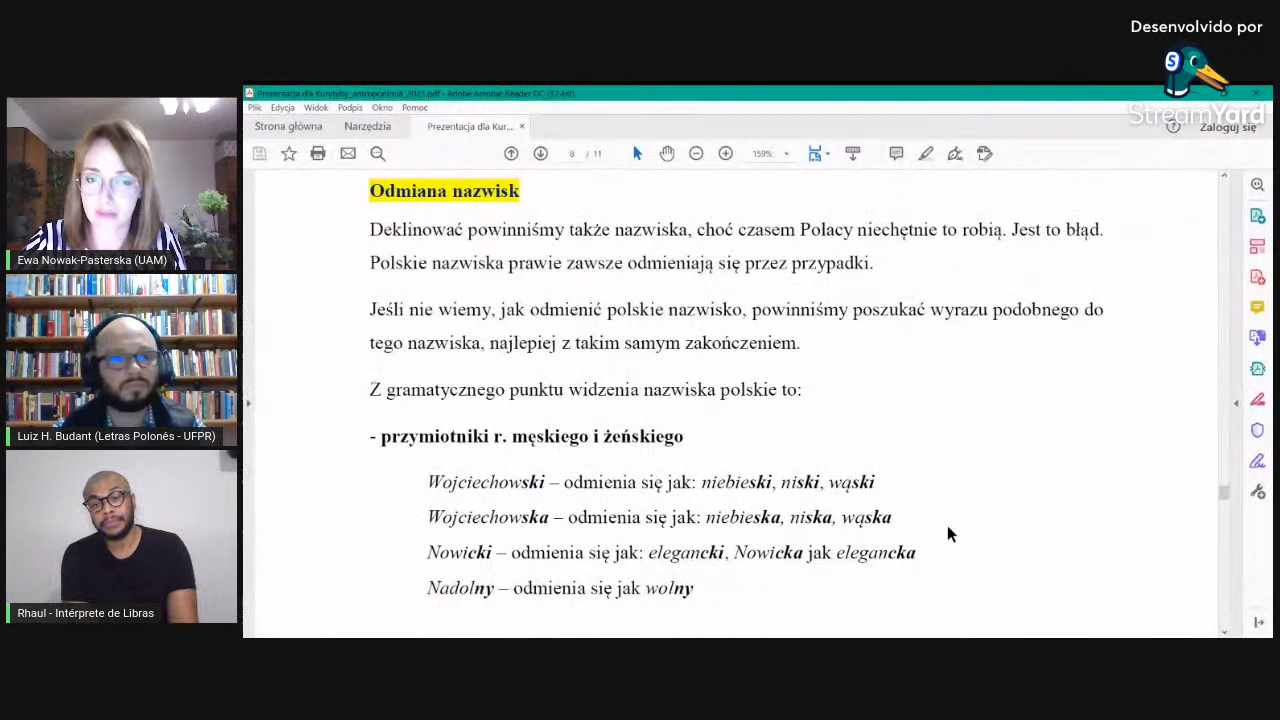 Desenvolvido por
StreamYard
Prezentacja dla Kurytyby_antroponimia_2021.pdf - Adobe Acrobat Reader DC (32-bit)
Plik Edycja Widok Podpis Okno Pomoc
Strona główna Narzędzia Prezentacja dla Kur... × Zaloguj się
8 / 11 159%
Odmiana nazwisk
Deklinować powinniśmy także nazwiska, choć czasem Polacy niechętnie to robią. Jest to błąd.
Polskie nazwiska prawie zawsze odmieniają się przez przypadki.
Jeśli nie wiemy, jak odmienić polskie nazwisko, powinniśmy poszukać wyrazu podobnego do
tego nazwiska, najlepiej z takim samym zakończeniem.
Z gramatycznego punktu widzenia nazwiska polskie to:
- przymiotniki r. męskiego i żeńskiego
Wojciechowski – odmienia się jak: niebieski, niski, wąski
Wojciechowska – odmienia się jak: niebieska, niska, wąska
Nowicki – odmienia się jak: elegancki, Nowicka jak elegancka
Nadolny – odmienia się jak wolny
Ewa Nowak-Pasterska (UAM)
Luiz H. Budant (Letras Polonês - UFPR)
Rhaul - Intérprete de Libras